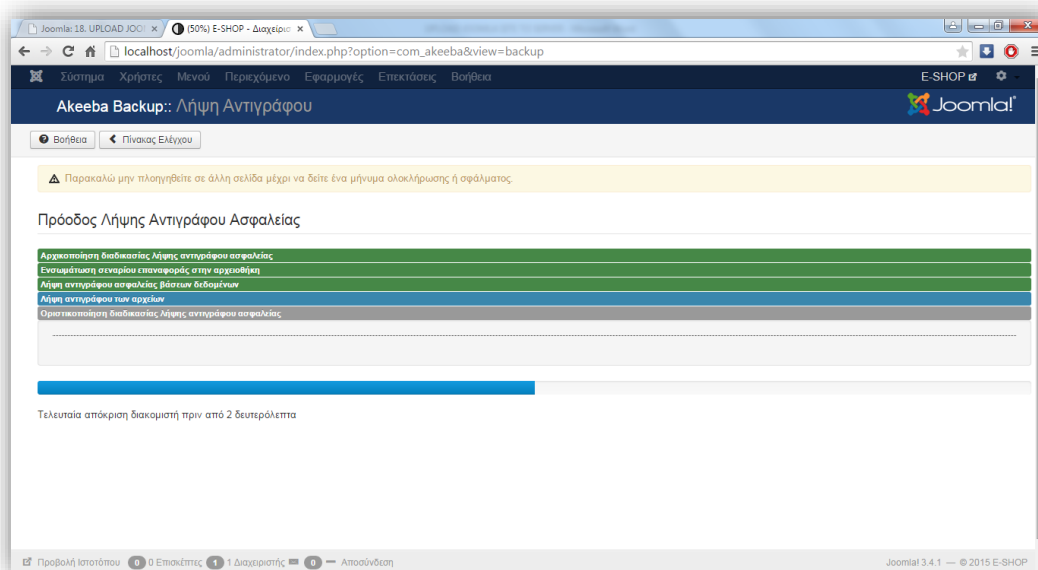 Joomla: 18. UPLOAD JOO
(50%) E-SHOP - Διαχείριο
localhost/joomla/administrator/index.php?option=com_akeeba&view=backup
Σύστημα Χρήστες Μενού Περιεχόμενο Εφαρμογές Επεκτάσεις Βοήθεια E-SHOP
Akeeba Backup:: Λήψη Αντιγράφου Joomla!
Βοήθεια Πίνακας Ελέγχου
Παρακαλώ μην πλοηγηθείτε σε άλλη σελίδα μέχρι να δείτε ένα μήνυμα ολοκλήρωσης ή σφάλματος.
Πρόοδος Λήψης Αντιγράφου Ασφαλείας
Αρχικοποίηση διαδικασίας λήψης αντιγράφου ασφαλείας
Ενσωμάτωση σεναρίου επαναφοράς στην αρχειοθήκη
Λήψη αντιγράφου ασφαλείας βάσεων δεδομένων
Λήψη αντιγράφου των αρχείων
Οριστικοποίηση διαδικασίας λήψης αντιγράφου ασφαλείας
Τελευταία απόκριση διακομιστή πριν από 2 δευτερόλεπτα
Προβολή Ιστοτόπου 0 0 Επισκέπτες 1 1 Διαχειριστής 0 Αποσύνδεση Joomla! 3.4.1 — © 2015 E-SHOP